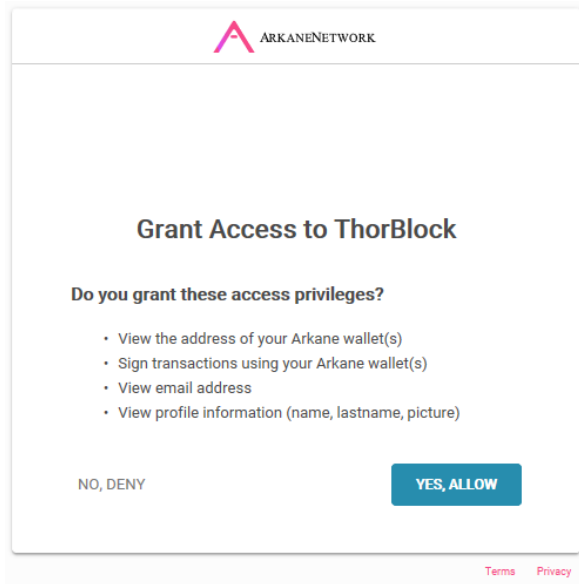 ARKANENETWORK
Grant Access to ThorBlock
Do you grant these access privileges?
• View the address of your Arkane wallet(s)
• Sign transactions using your Arkane wallet(s)
• View email address
• View profile information (name, lastname, picture)
NO, DENY YES, ALLOW
Terms Privacy